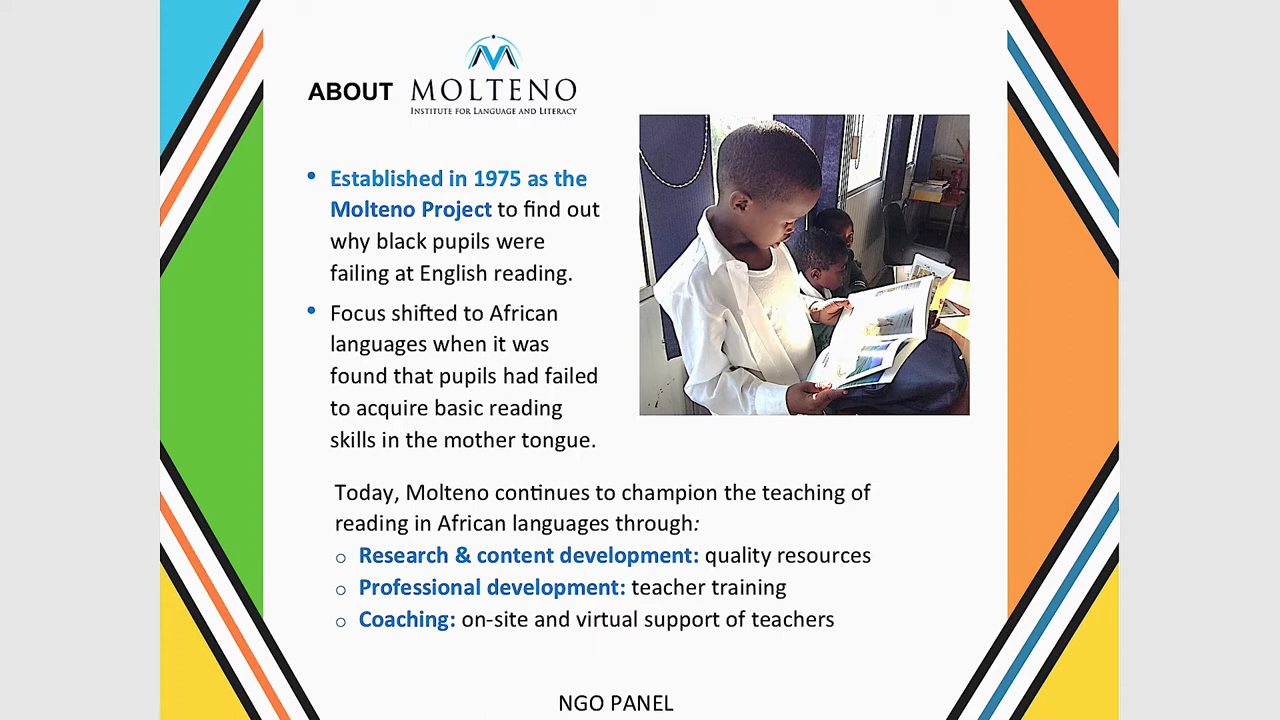 ABOUT MOLTENO
INSTITUTE FOR LANGUAGE AND LITERACY
• Established in 1975 as the
Molteno Project to find out
why black pupils were
failing at English reading.
• Focus shifted to African
languages when it was
found that pupils had failed
to acquire basic reading
skills in the mother tongue.
Today, Molteno continues to champion the teaching of
reading in African languages through:
o Research & content development: quality resources
o Professional development: teacher training
o Coaching: on-site and virtual support of teachers
NGO PANEL